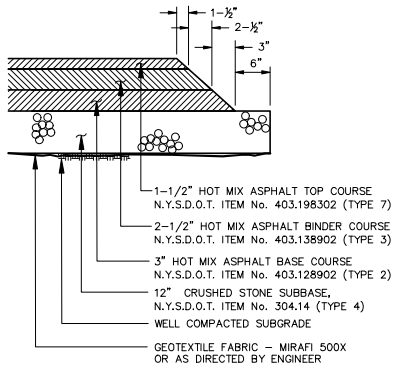 1-½"
2-½"
3"
6"
1-1/2" HOT MIX ASPHALT TOP COURSE
N.Y.S.D.O.T. ITEM No. 403.198302 (TYPE 7)
2-1/2" HOT MIX ASPHALT BINDER COURSE
N.Y.S.D.O.T. ITEM No. 403.138902 (TYPE 3)
3" HOT MIX ASPHALT BASE COURSE
N.Y.S.D.O.T. ITEM No. 403.128902 (TYPE 2)
12" CRUSHED STONE SUBBASE,
N.Y.S.D.O.T. ITEM No. 304.14 (TYPE 4)
WELL COMPACTED SUBGRADE
GEOTEXTILE FABRIC – MIRAFI 500X
OR AS DIRECTED BY ENGINEER